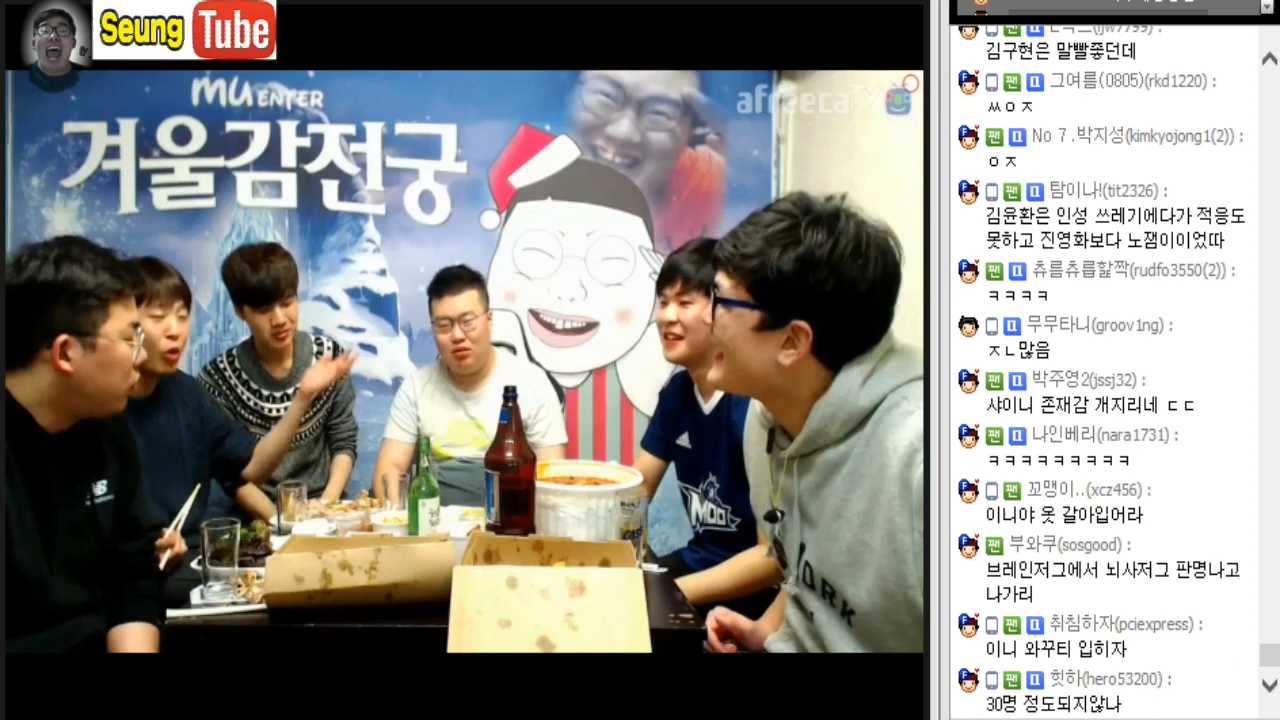 Seung Tube
MU ENTER
겨울감전궁
afreecaTV
MOO
YORK
김구현은 말빨좋던데
그여름(0805)(rkd1220) :
ㅆㅇㅈ
No 7.박지성(kimkyojong1(2)) :
ㅇㅈ
탐이나!(tit2326) :
김윤환은 인성 쓰레기에다가 적응도
못하고 진영화보다 노잼이이었따
츄릅츄릅핥짝(rudfo3550(2)) :
ㅋㅋㅋㅋ
무무타니(groov1ng) :
ㅈㄴ많음
박주영2(jssj32) :
샤이니 존재감 개지리네 ㄷㄷ
나인베리(nara1731) :
ㅋㅋㅋㅋㅋㅋㅋㅋㅋ
꼬맹이..(xcz456) :
이니야 옷 갈아입어라
부와쿠(sosgood) :
브레인저그에서 뇌사저그 판명나고
나가리
취침하자(pciexpress) :
이니 와꾸티 입히자
힛하(hero53200) :
30명 정도되지않나